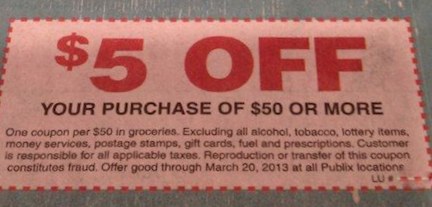 $5 OFF
YOUR PURCHASE OF $50 OR MORE
One coupon per $50 in groceries. Excluding all alcohol, tobacco, lottery items,
money services, postage stamps, gift cards, fuel and prescriptions. Customer
is responsible for all applicable taxes. Reproduction or transfer of this coupon
constitutes fraud. Offer good through March 20, 2013 at all Publix locations
LU #